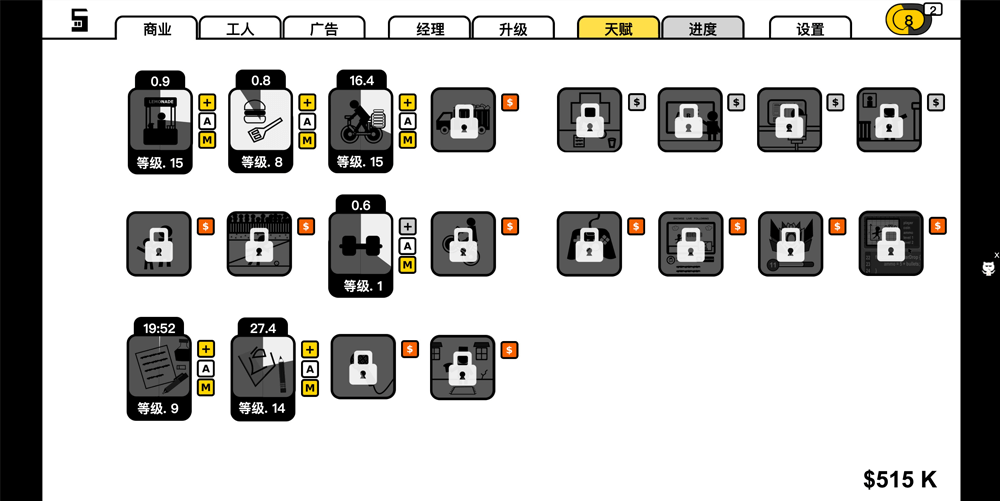 商业 工人 广告 经理 升级 天赋 进度 设置 8 2
0.9 0.8 16.4
LEMONADE
+ + + $ $ $ $ $
A A A
M M M
等级. 15 等级. 8 等级. 15
0.6
$ $ + $ $ $ $ $
A
M
等级. 1
19:52 27.4
+ + $ $
A A
M M
等级. 9 等级. 14
x
$515 K